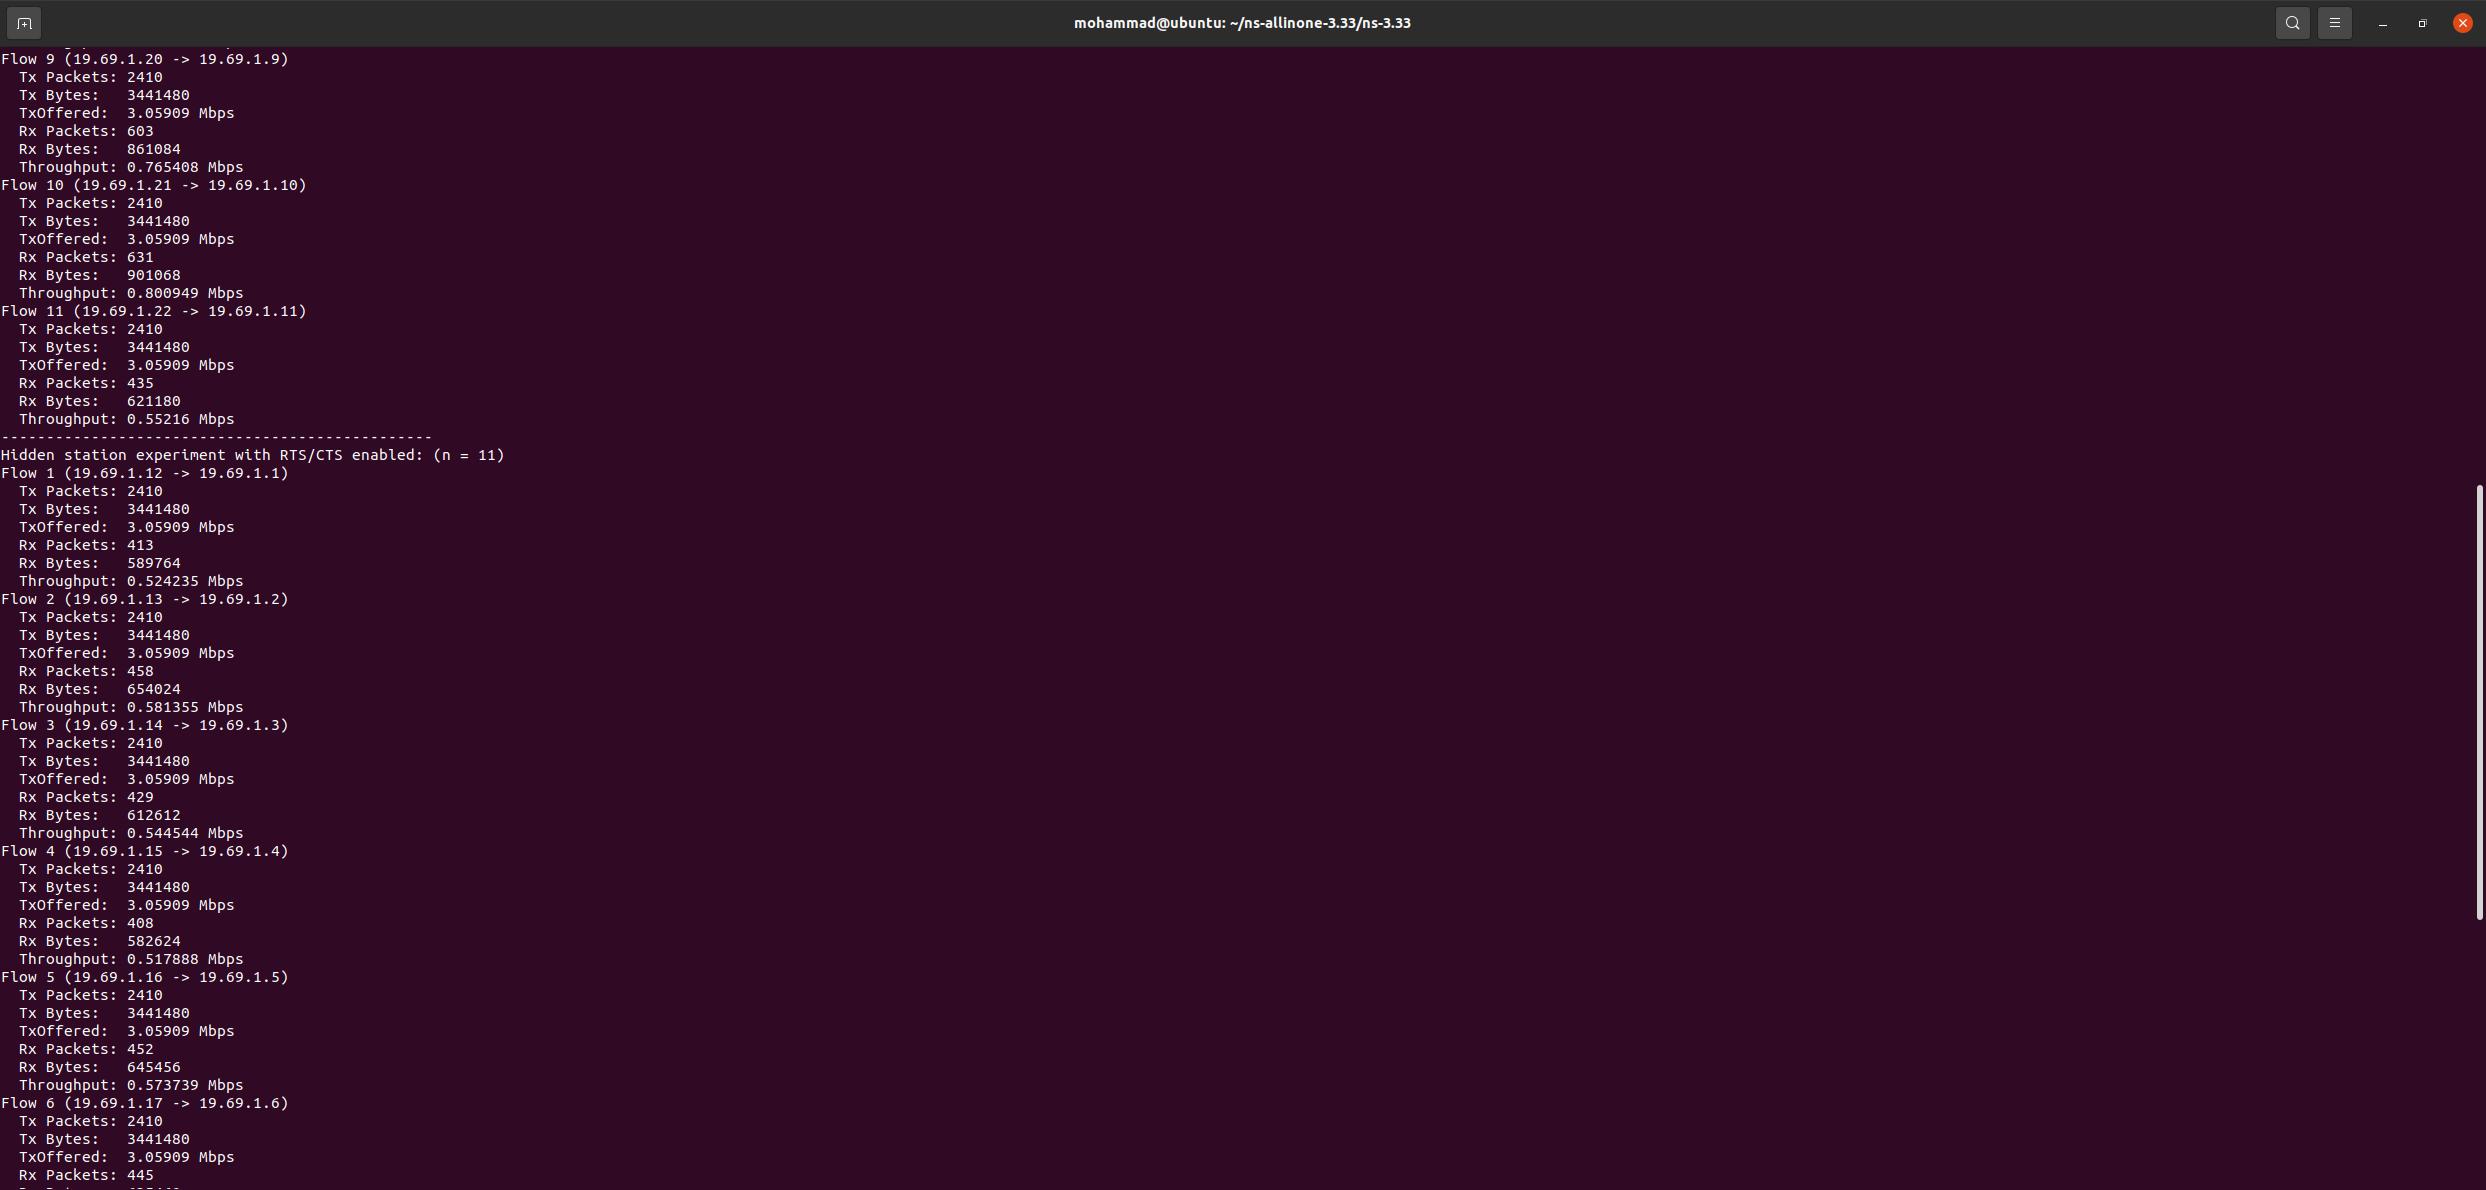 mohammad@ubuntu: ~/ns-allinone-3.33/ns-3.33
Flow 9 (19.69.1.20 -> 19.69.1.9)
  Tx Packets: 2410
  Tx Bytes:   3441480
  TxOffered:  3.05909 Mbps
  Rx Packets: 603
  Rx Bytes:   861084
  Throughput: 0.765408 Mbps
Flow 10 (19.69.1.21 -> 19.69.1.10)
  Tx Packets: 2410
  Tx Bytes:   3441480
  TxOffered:  3.05909 Mbps
  Rx Packets: 631
  Rx Bytes:   901068
  Throughput: 0.800949 Mbps
Flow 11 (19.69.1.22 -> 19.69.1.11)
  Tx Packets: 2410
  Tx Bytes:   3441480
  TxOffered:  3.05909 Mbps
  Rx Packets: 435
  Rx Bytes:   621180
  Throughput: 0.55216 Mbps
------------------------------------------------
Hidden station experiment with RTS/CTS enabled: (n = 11)
Flow 1 (19.69.1.12 -> 19.69.1.1)
  Tx Packets: 2410
  Tx Bytes:   3441480
  TxOffered:  3.05909 Mbps
  Rx Packets: 413
  Rx Bytes:   589764
  Throughput: 0.524235 Mbps
Flow 2 (19.69.1.13 -> 19.69.1.2)
  Tx Packets: 2410
  Tx Bytes:   3441480
  TxOffered:  3.05909 Mbps
  Rx Packets: 458
  Rx Bytes:   654024
  Throughput: 0.581355 Mbps
Flow 3 (19.69.1.14 -> 19.69.1.3)
  Tx Packets: 2410
  Tx Bytes:   3441480
  TxOffered:  3.05909 Mbps
  Rx Packets: 429
  Rx Bytes:   612612
  Throughput: 0.544544 Mbps
Flow 4 (19.69.1.15 -> 19.69.1.4)
  Tx Packets: 2410
  Tx Bytes:   3441480
  TxOffered:  3.05909 Mbps
  Rx Packets: 408
  Rx Bytes:   582624
  Throughput: 0.517888 Mbps
Flow 5 (19.69.1.16 -> 19.69.1.5)
  Tx Packets: 2410
  Tx Bytes:   3441480
  TxOffered:  3.05909 Mbps
  Rx Packets: 452
  Rx Bytes:   645456
  Throughput: 0.573739 Mbps
Flow 6 (19.69.1.17 -> 19.69.1.6)
  Tx Packets: 2410
  Tx Bytes:   3441480
  TxOffered:  3.05909 Mbps
  Rx Packets: 445